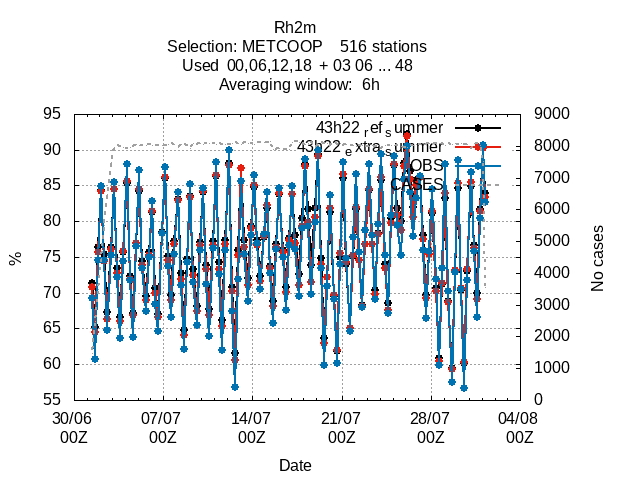 Rh2m
Selection: METCOOP 516 stations
Used 00,06,12,18 + 03 06 ... 48
Averaging window: 6h
95
90
85
80
75
70
65
60
55
9000
8000
7000
6000
5000
4000
3000
2000
1000
0
43h22_ref_summer
43h22_extra_summer
OBS
CASES
%
No cases
30/06 07/07 14/07 21/07 28/07 04/08
00Z 00Z 00Z 00Z 00Z 00Z
Date